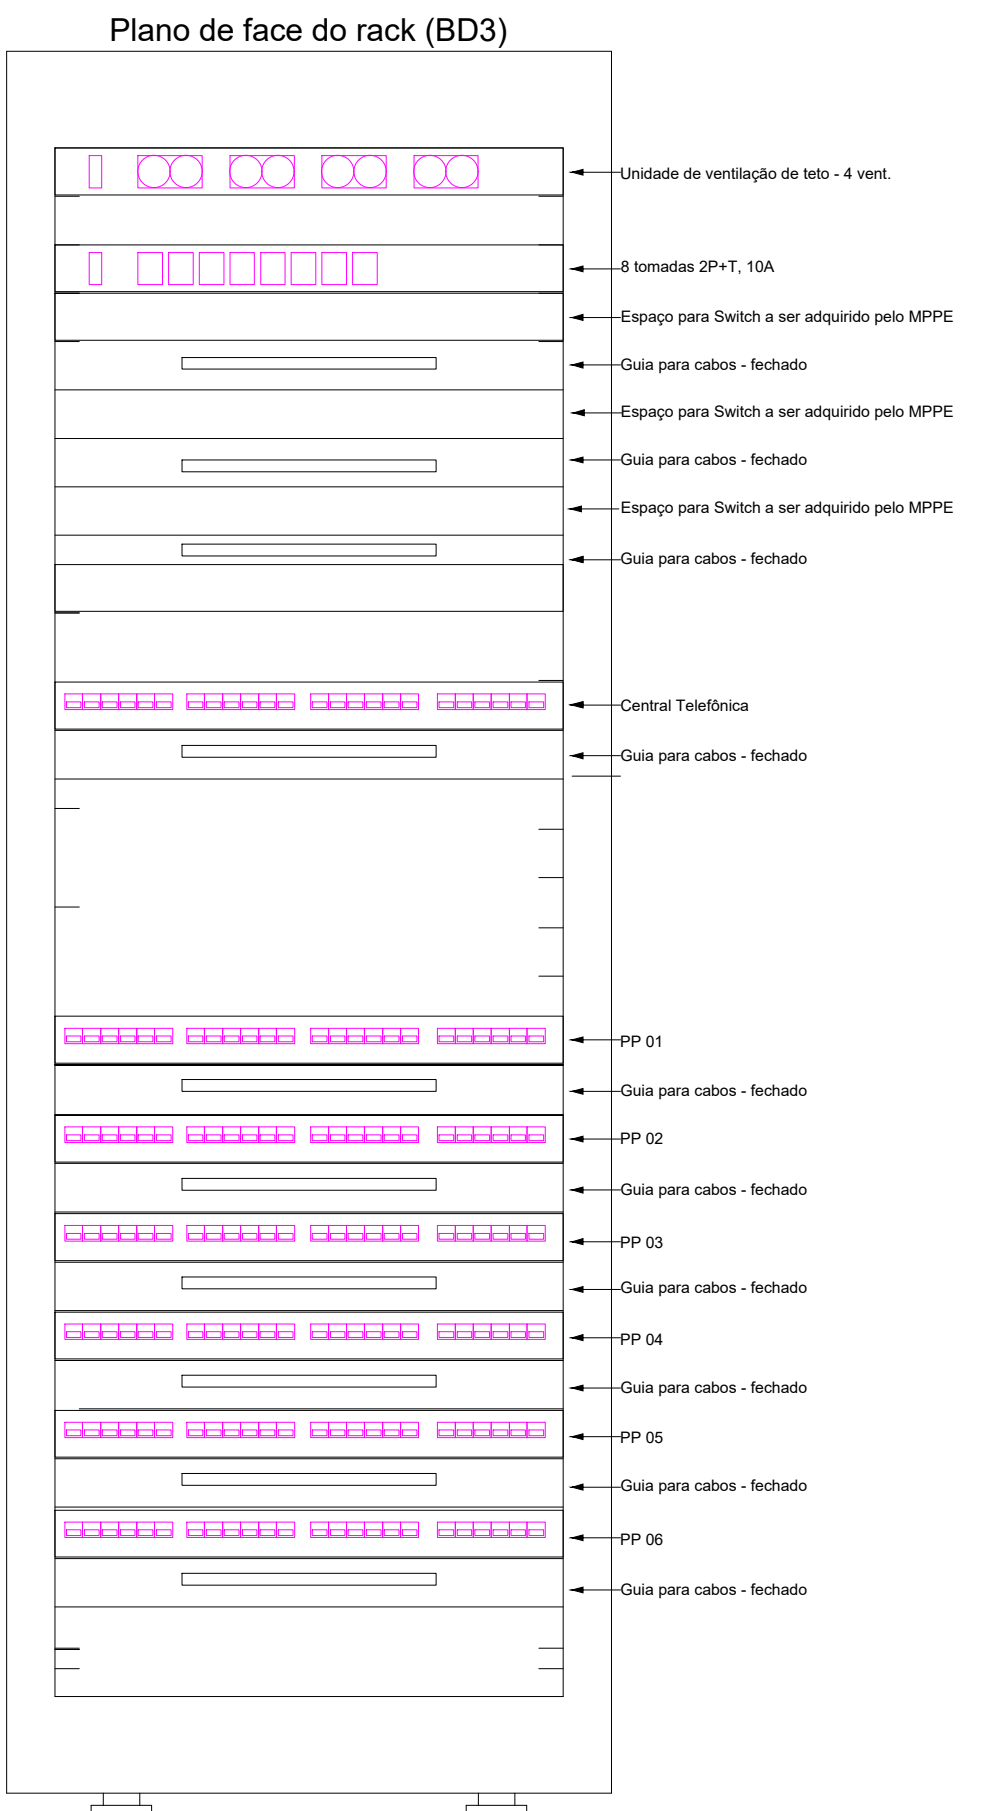 Plano de face do rack (BD3)
Unidade de ventilação de teto - 4 vent.
8 tomadas 2P+T, 10A
Espaço para Switch a ser adquirido pelo MPPE
Guia para cabos - fechado
Espaço para Switch a ser adquirido pelo MPPE
Guia para cabos - fechado
Espaço para Switch a ser adquirido pelo MPPE
Guia para cabos - fechado
Central Telefônica
Guia para cabos - fechado
PP 01
Guia para cabos - fechado
PP 02
Guia para cabos - fechado
PP 03
Guia para cabos - fechado
PP 04
Guia para cabos - fechado
PP 05
Guia para cabos - fechado
PP 06
Guia para cabos - fechado